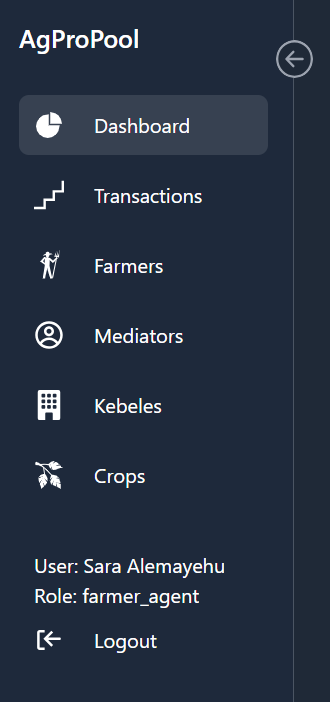 AgProPool
Dashboard
Transactions
Farmers
Mediators
Kebeles
Crops
User: Sara Alemayehu
Role: farmer_agent
Logout